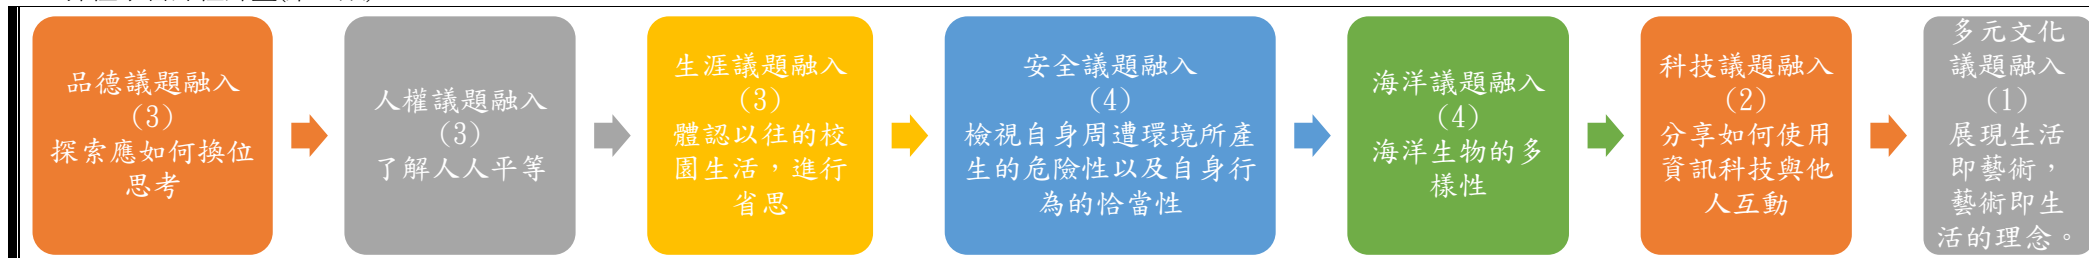 品德議題融入
(3)
探索應如何換位
思考
人權議題融入
(3)
了解人人平等
生涯議題融入
(3)
體認以往的校
園生活，進行
省思
安全議題融入
(4)
檢視自身周遭環境所產
生的危險性以及自身行
為的恰當性
海洋議題融入
(4)
海洋生物的多
樣性
科技議題融入
(2)
分享如何使用
資訊科技與他
人互動
多元文化
議題融入
(1)
展現生活
即藝術，
藝術即生
活的理念。